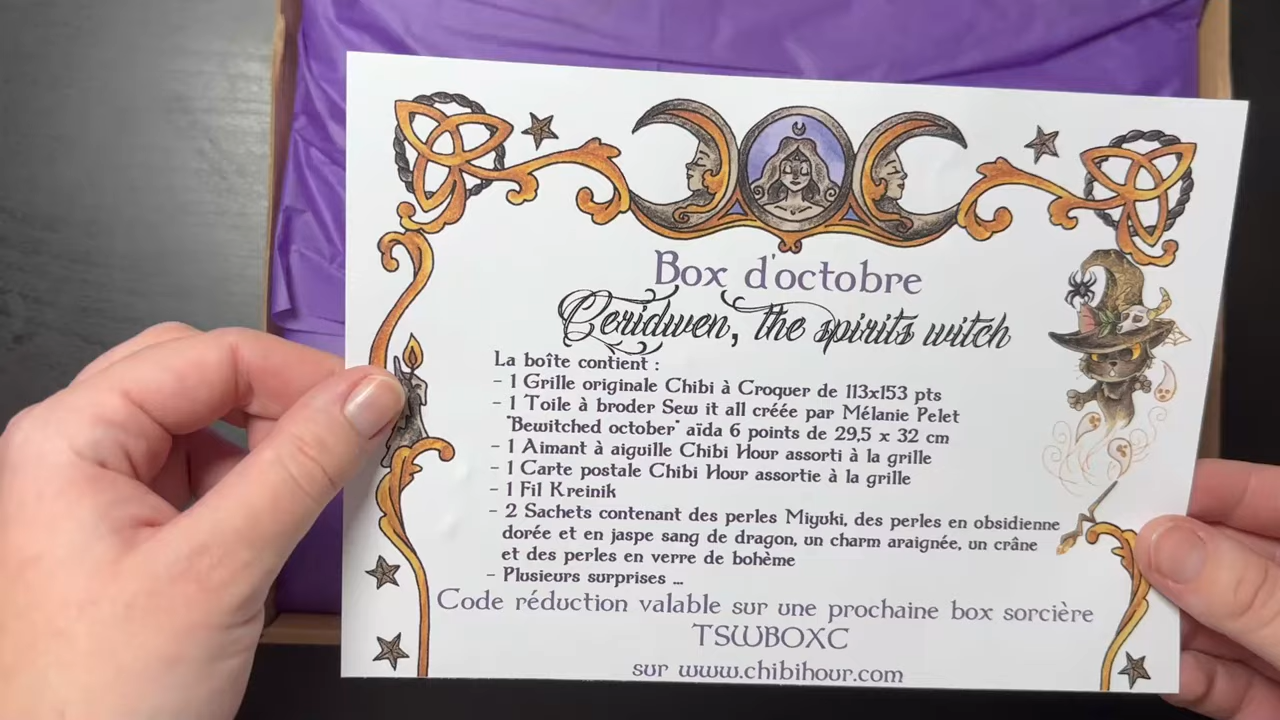 Box d'octobre
Ceridwen, the spirits witch
La boîte contient :
- 1 Grille originale Chibi à Croquer de 113x153 pts
- 1 Toile à broder Sew it all créée par Mélanie Pelet
"Bewitched october" aïda 6 points de 29,5 x 32 cm
- 1 Aimant à aiguille Chibi Hour assorti à la grille
- 1 Carte postale Chibi Hour assortie à la grille
- 1 Fil Kreinik
- 2 Sachets contenant des perles Miyuki, des perles en obsidienne
dorée et en jaspe sang de dragon, un charm araignée, un crâne
et des perles en verre de bohème
- Plusieurs surprises ...
Code réduction valable sur une prochaine box sorcière
TSWBOXC
sur www.chibihour.com